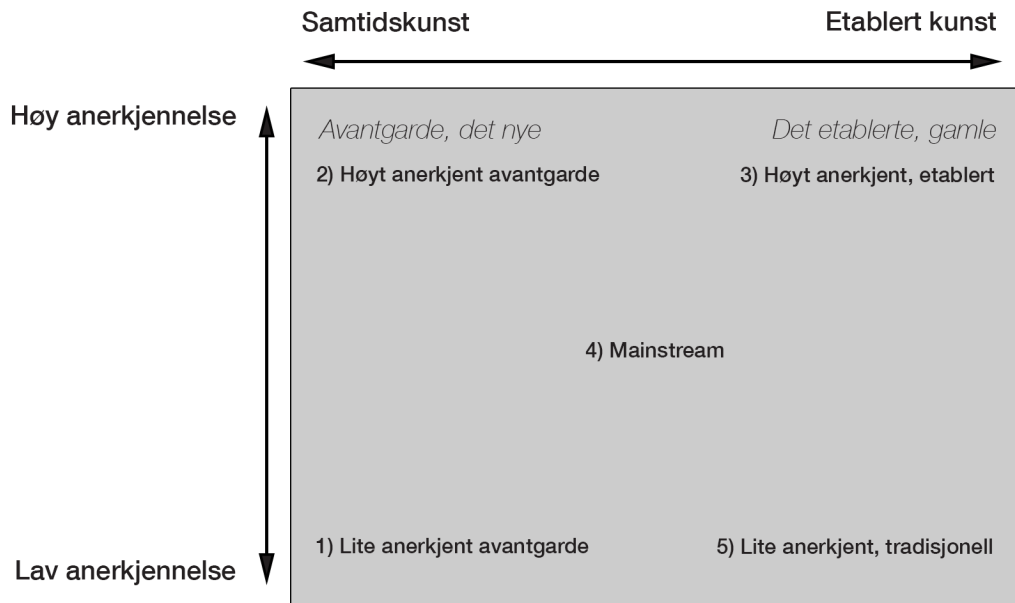 Samtidskunst
Etablert kunst
Høy anerkjennelse
Avantgarde, det nye
Det etablerte, gamle
2) Høyt anerkjent avantgarde
3) Høyt anerkjent, etablert
4) Mainstream
1) Lite anerkjent avantgarde
5) Lite anerkjent, tradisjonell
Lav anerkjennelse